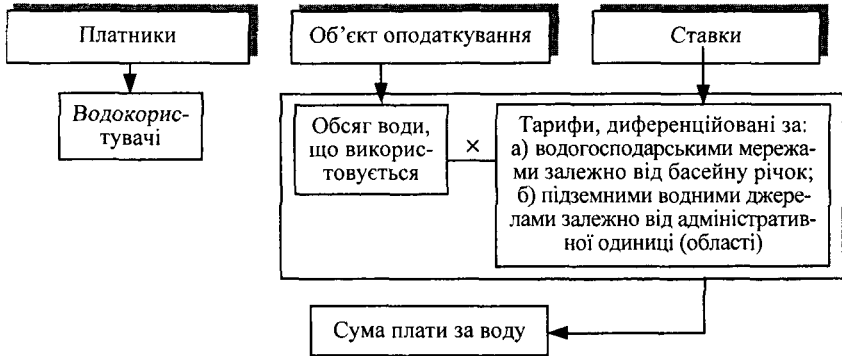 Платники
Об’єкт оподаткування
Ставки
Водокорис-
тувачі
Обсяг води,
що викорис-
товується
×
Тарифи, диференційовані за:
а) водогосподарськими мережа-
ми залежно від басейну річок;
б) підземними водними джере-
лами залежно від адміністратив-
ної одиниці (області)
Сума плати за воду